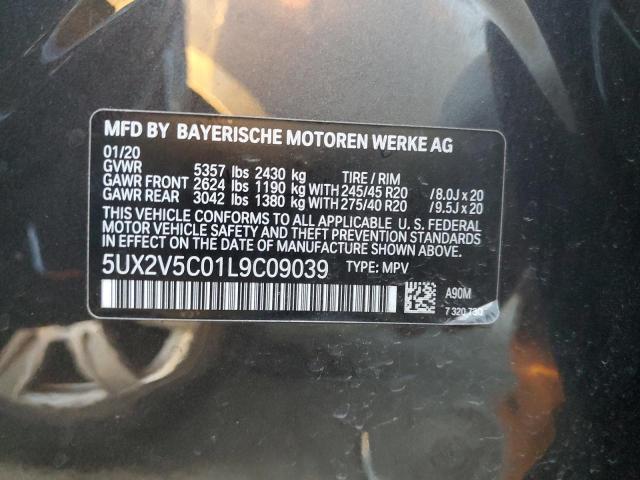 MFD BY BAYERISCHE MOTOREN WERKE AG
01/20
GVWR 5357 lbs 2430 kg TIRE / RIM
GAWR FRONT 2624 lbs 1190 kg WITH 245/45 R20 /8.0J x 20
GAWR REAR 3042 lbs 1380 kg WITH 275/40 R20 /9.5J x 20
THIS VEHICLE CONFORMS TO ALL APPLICABLE U. S. FEDERAL
MOTOR VEHICLE SAFETY AND THEFT PREVENTION STANDARDS
IN EFFECT ON THE DATE OF MANUFACTURE SHOWN ABOVE.
5UX2V5C01L9C09039 TYPE: MPV
A90M
7 320 730